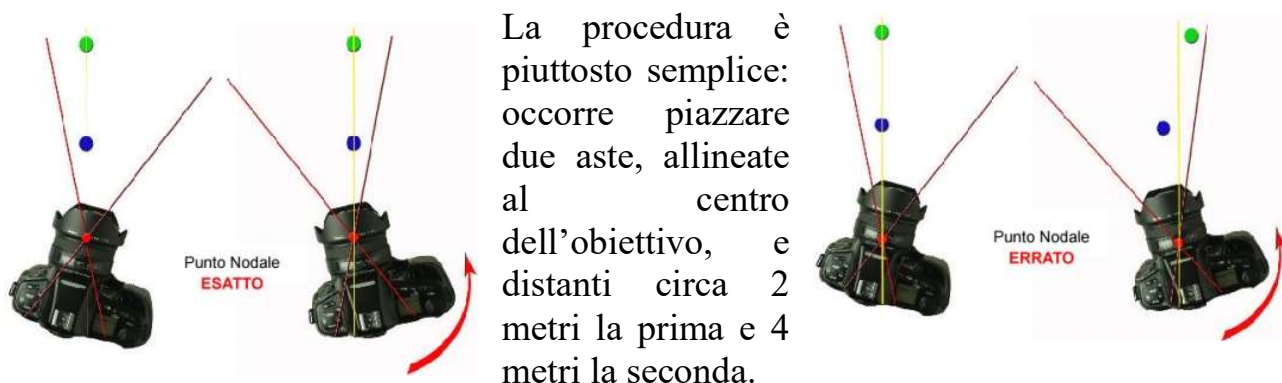 Punto Nodale
ESATTO
La procedura è
piuttosto semplice:
occorre piazzare
due aste, allineate
al centro
dell’obiettivo, e
distanti circa 2
metri la prima e 4
metri la seconda.
Punto Nodale
ERRATO